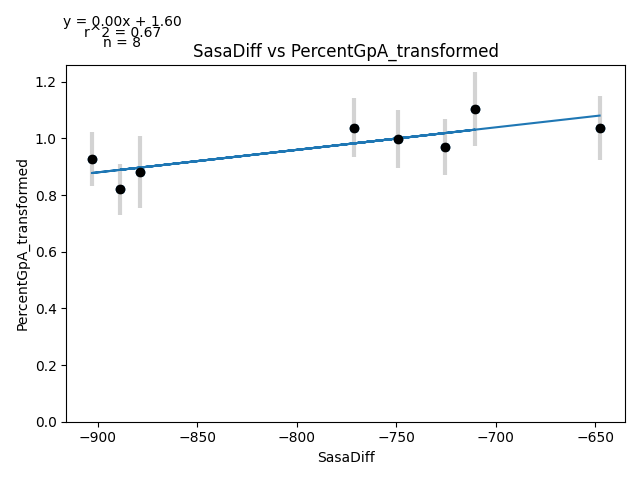 y = 0.00x + 1.60
r^2 = 0.67
n = 8
SasaDiff vs PercentGpA_transformed
PercentGpA_transformed
1.2
1.0
0.8
0.6
0.4
0.2
0.0
−900 −850 −800 −750 −700 −650
SasaDiff